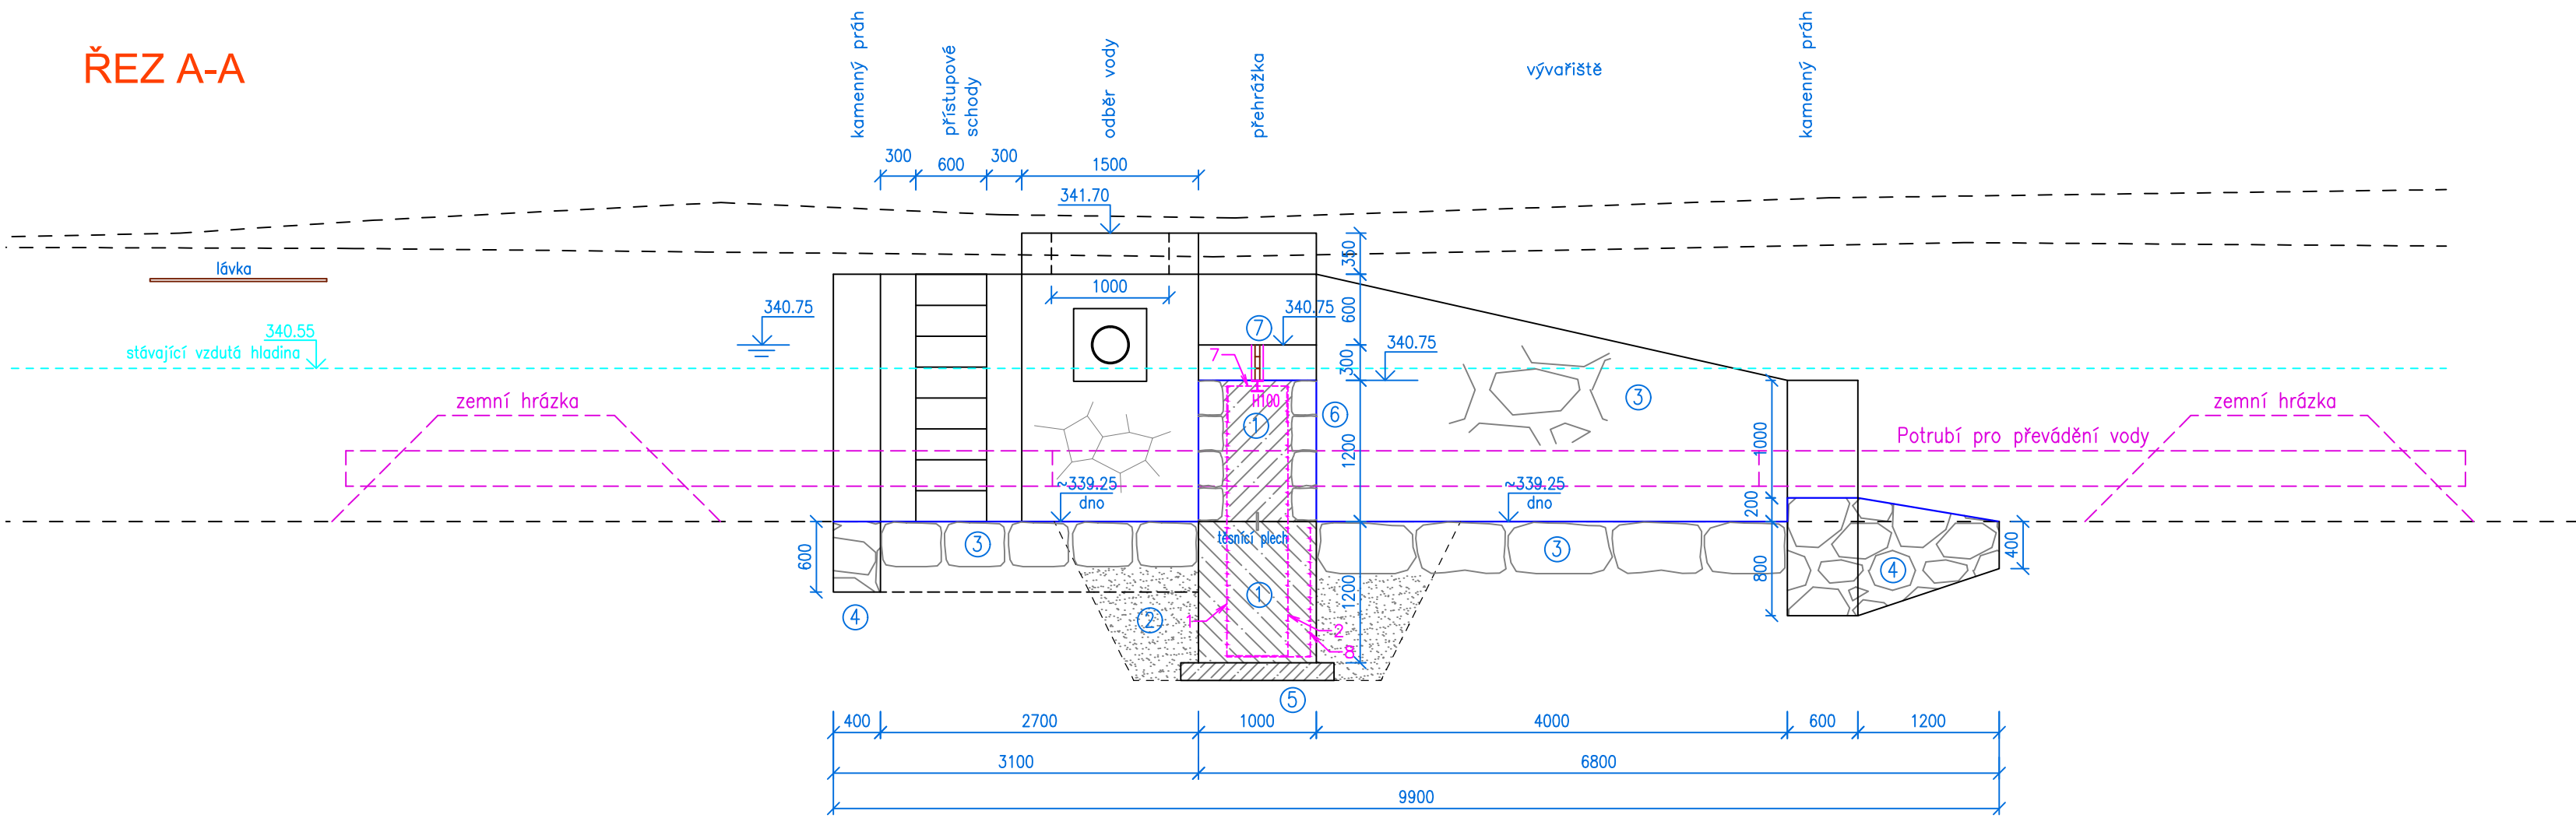 ŘEZ A-A
kamenný práh
přístupové
schody
odběr vody
přehrážka
vývařiště
kamenný práh
300
600
300
1500
341.70
350
lávka
1000
340.75
340.75
600
7
340.55
stávající vzdutá hladina
340.75
300
7
zemní hrázka
H100
6
3
zemní hrázka
1
1200
1000
Potrubí pro převádění vody
~339.25
dno
~339.25
dno
200
600
3
těsnící plech
3
800
4
400
4
2
1
1200
1
2
8
5
400
2700
1000
4000
600
1200
3100
6800
9900